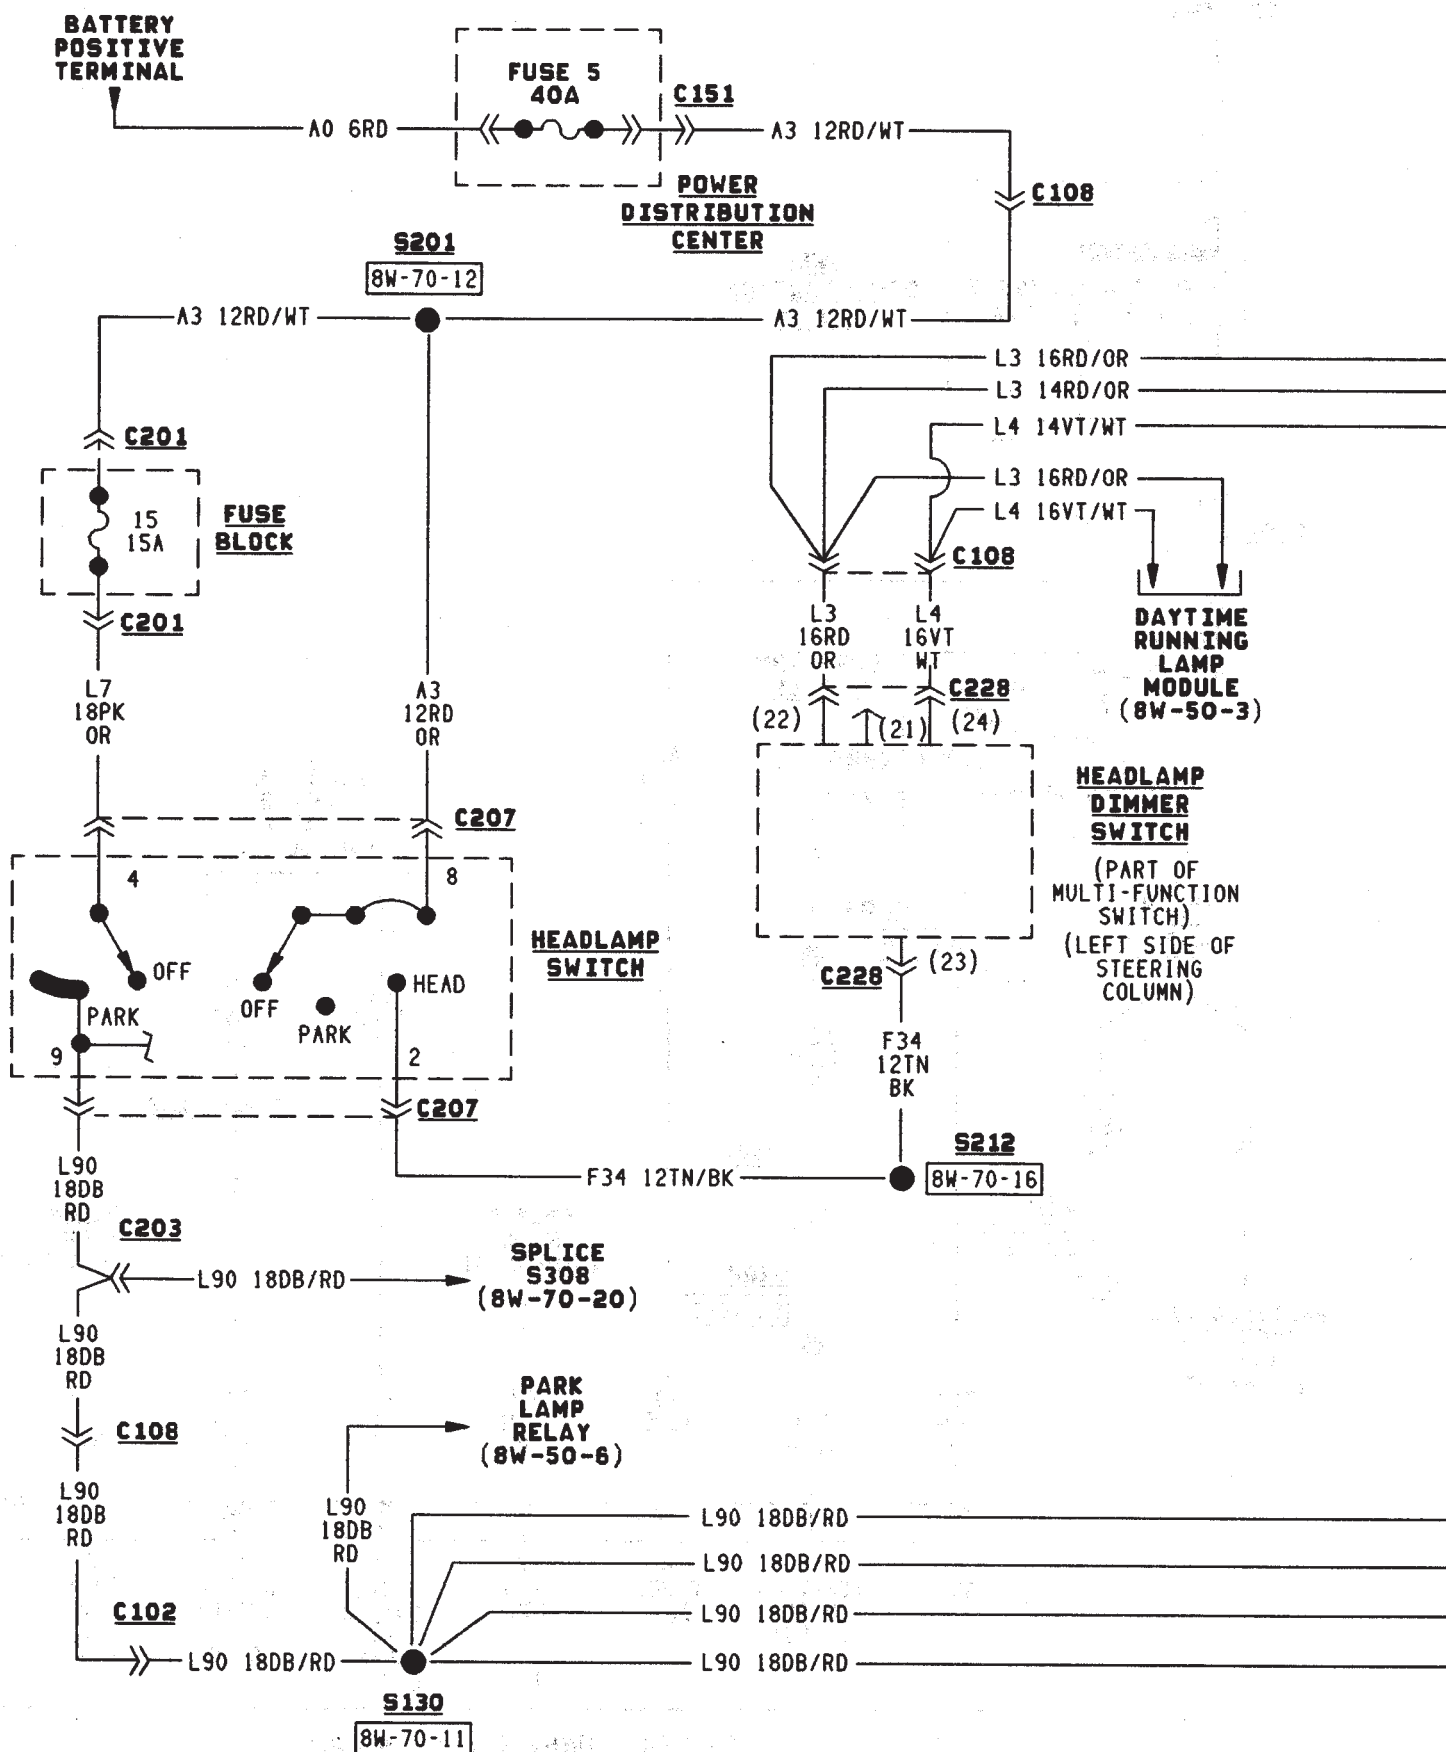 BATTERY
POSITIVE
TERMINAL
A0 6RD
FUSE 5
40A
C151
A3 12RD/WT
POWER
DISTRIBUTION
CENTER
C108
S201
8W-70-12
A3 12RD/WT
A3 12RD/WT
L3 16RD/OR
L3 14RD/OR
L4 14VT/WT
L3 16RD/OR
L4 16VT/WT
C201
15
15A
FUSE
BLOCK
C201
C108
L3
16RD
OR
L4
16VT
WT
DAYTIME
RUNNING
LAMP
MODULE
(8W-50-3)
L7
18PK
OR
A3
12RD
OR
C228
(22)
(21)
(24)
HEADLAMP
DIMMER
SWITCH
(PART OF
MULTI-FUNCTION
SWITCH)
(LEFT SIDE OF
STEERING
COLUMN)
C207
4
8
OFF
PARK
9
OFF
PARK
HEAD
2
HEADLAMP
SWITCH
C207
C228
(23)
F34
12TN
BK
S212
8W-70-16
F34 12TN/BK
L90
18DB
RD
C203
L90 18DB/RD
SPLICE
S308
(8W-70-20)
L90
18DB
RD
C108
PARK
LAMP
RELAY
(8W-50-6)
L90
18DB
RD
L90
18DB
RD
L90 18DB/RD
L90 18DB/RD
L90 18DB/RD
L90 18DB/RD
C102
L90 18DB/RD
S130
8W-70-11